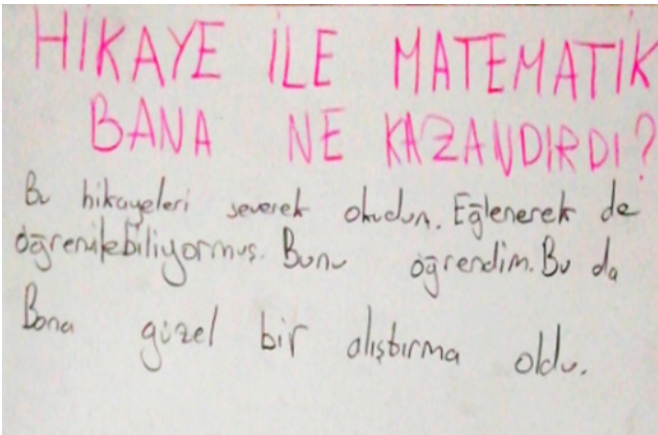 HİKAYE İLE MATEMATİK
BANA NE KAZANDIRDI?
Bu hikayeleri severek okudum. Eğlenerek de
öğrenilebiliyormuş. Bunu öğrendim. Bu da
Bana güzel bir alıştırma oldu.